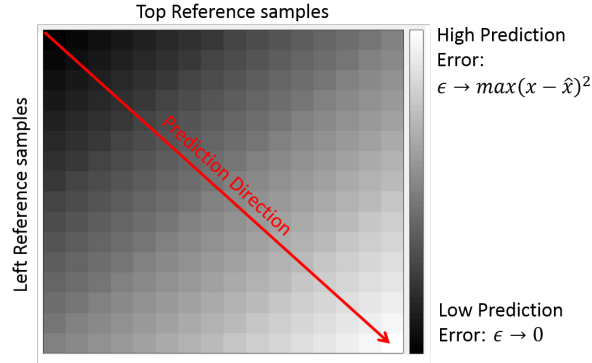 Top Reference samples
Left Reference samples
Prediction Direction
High Prediction
Error:
ϵ → max(x − x̂)²
Low Prediction
Error: ϵ → 0